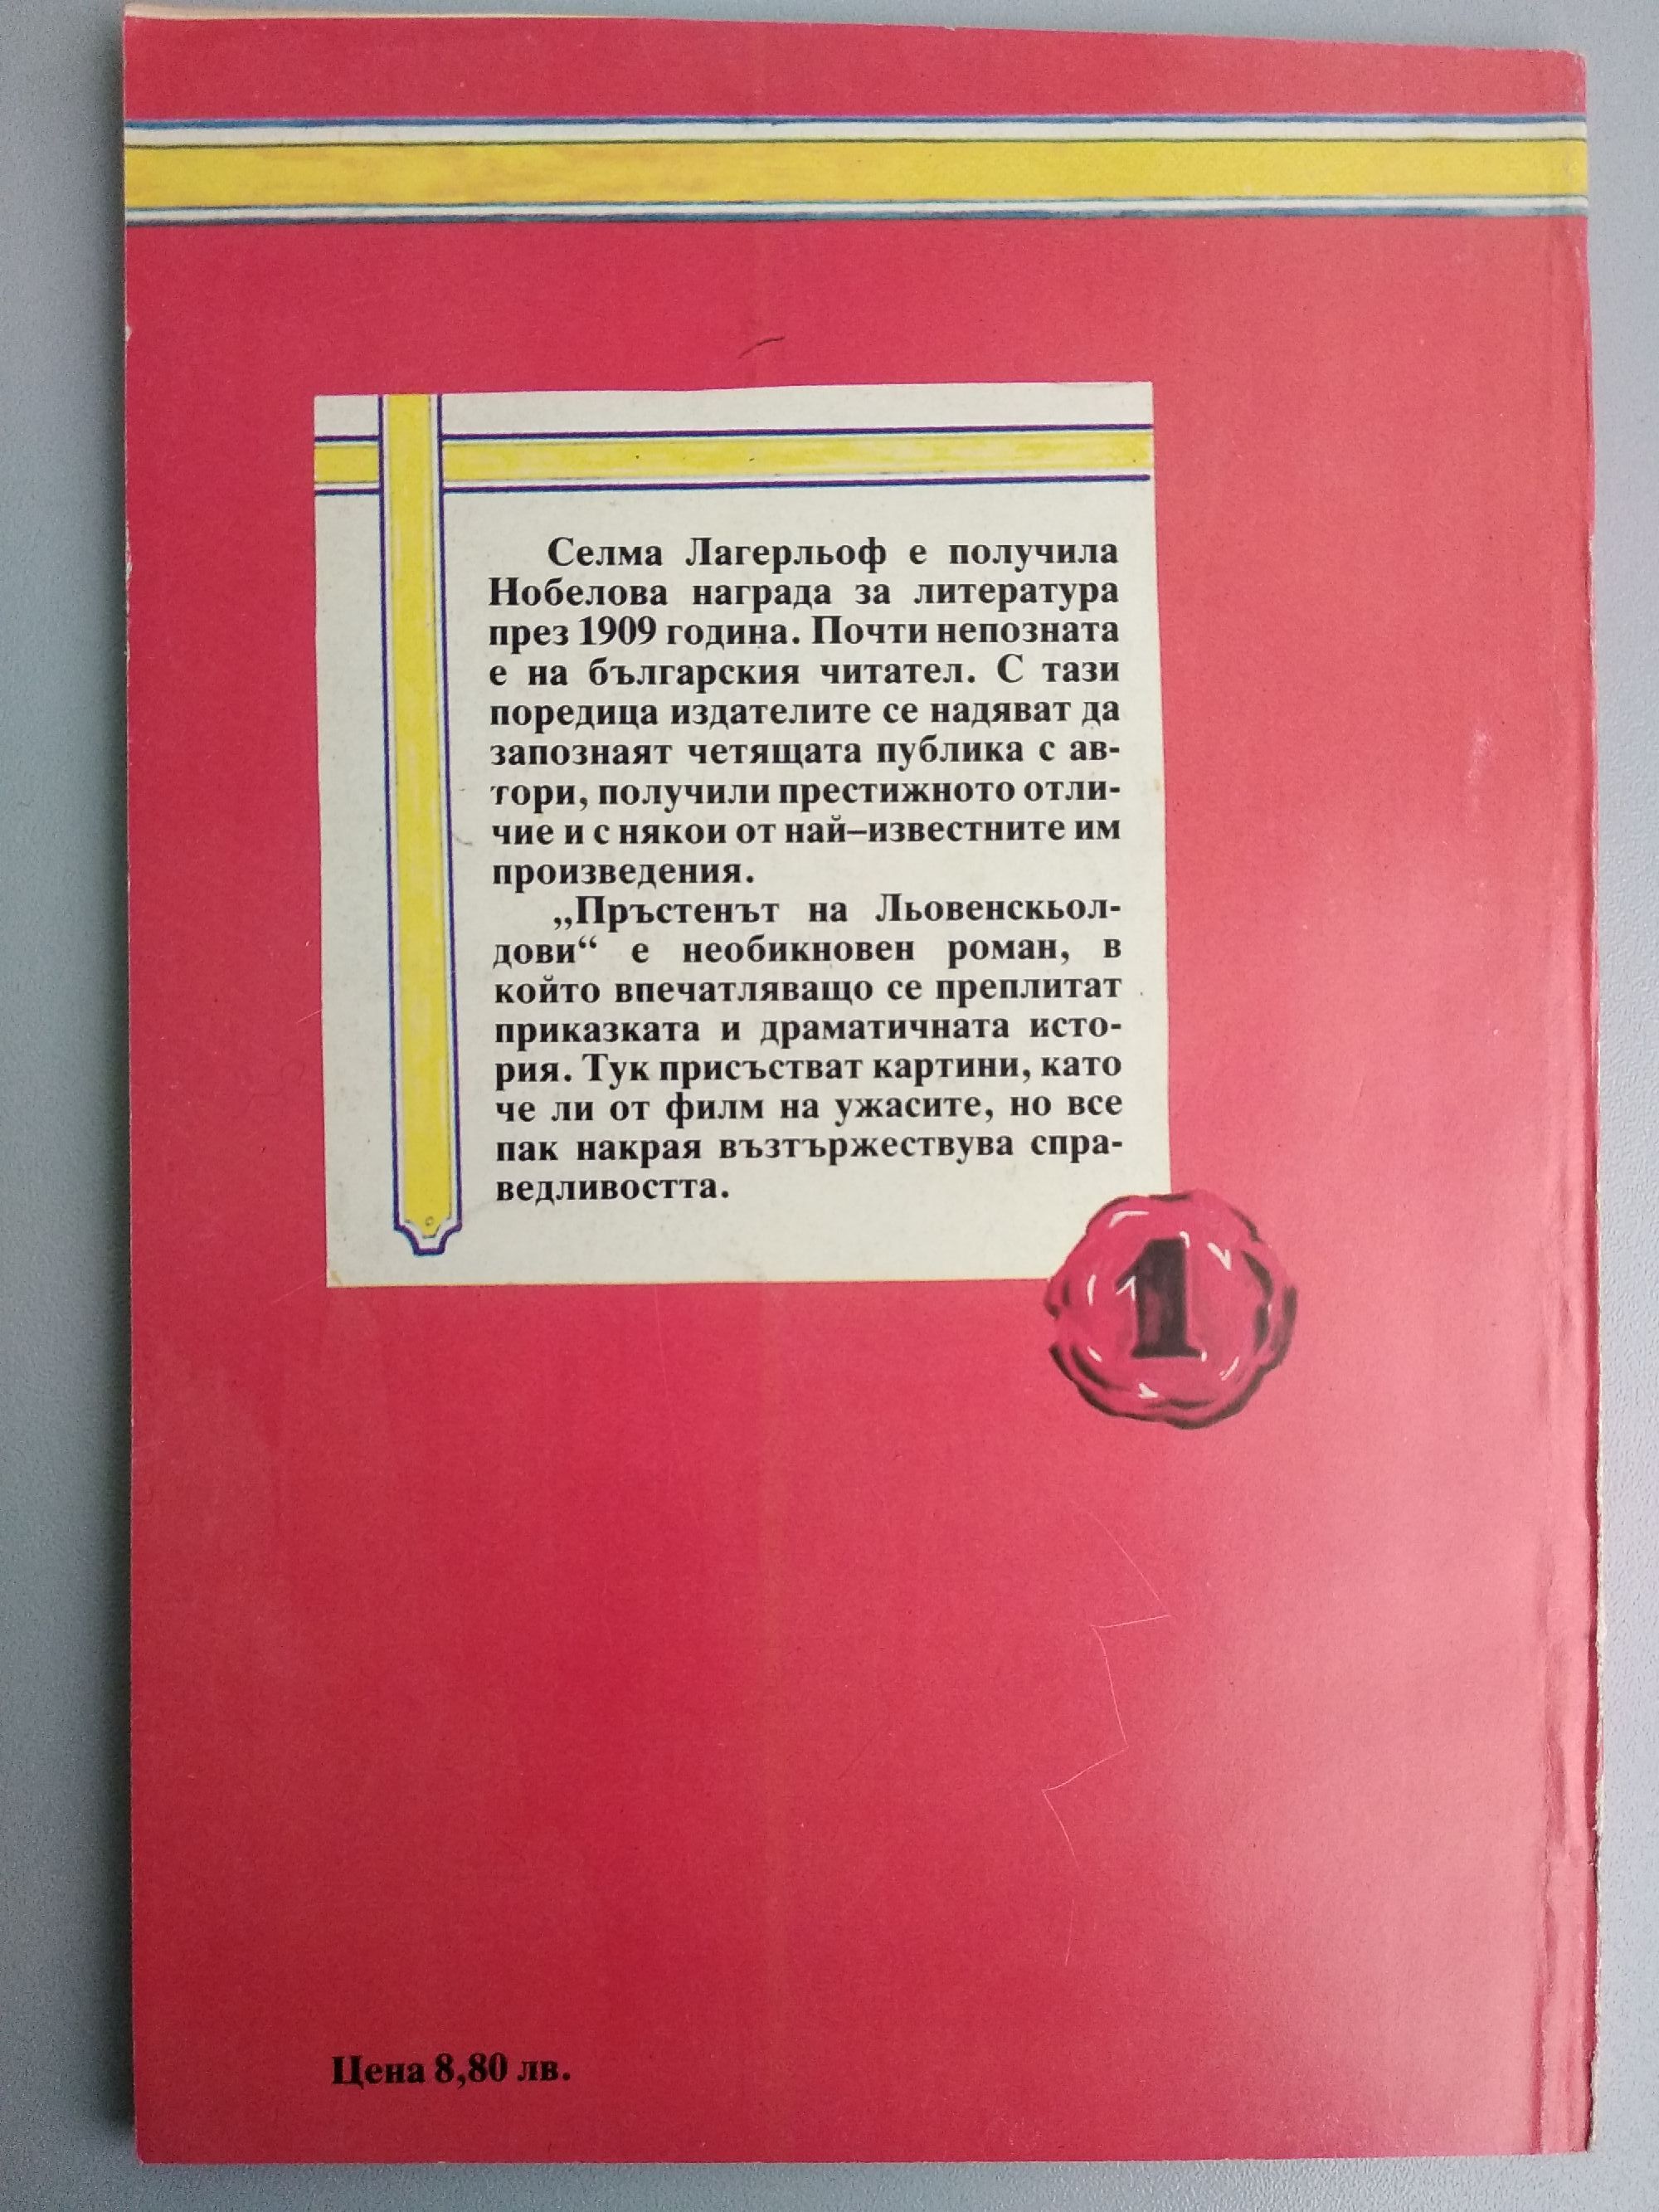 Селма Лагерльоф е получила
Нобелова награда за литература
през 1909 година. Почти непозната
е на българския читател. С тази
поредица издателите се надяват да
запознаят четящата публика с ав-
тори, получили престижното отли-
чие и с някои от най–известните им
произведения.
„Пръстенът на Льовенскьол-
дови“ е необикновен роман, в
който впечатляващо се преплитат
приказката и драматичната исто-
рия. Тук присъстват картини, като
че ли от филм на ужасите, но все
пак накрая възтържествува спра-
ведливостта.
1
Цена 8,80 лв.